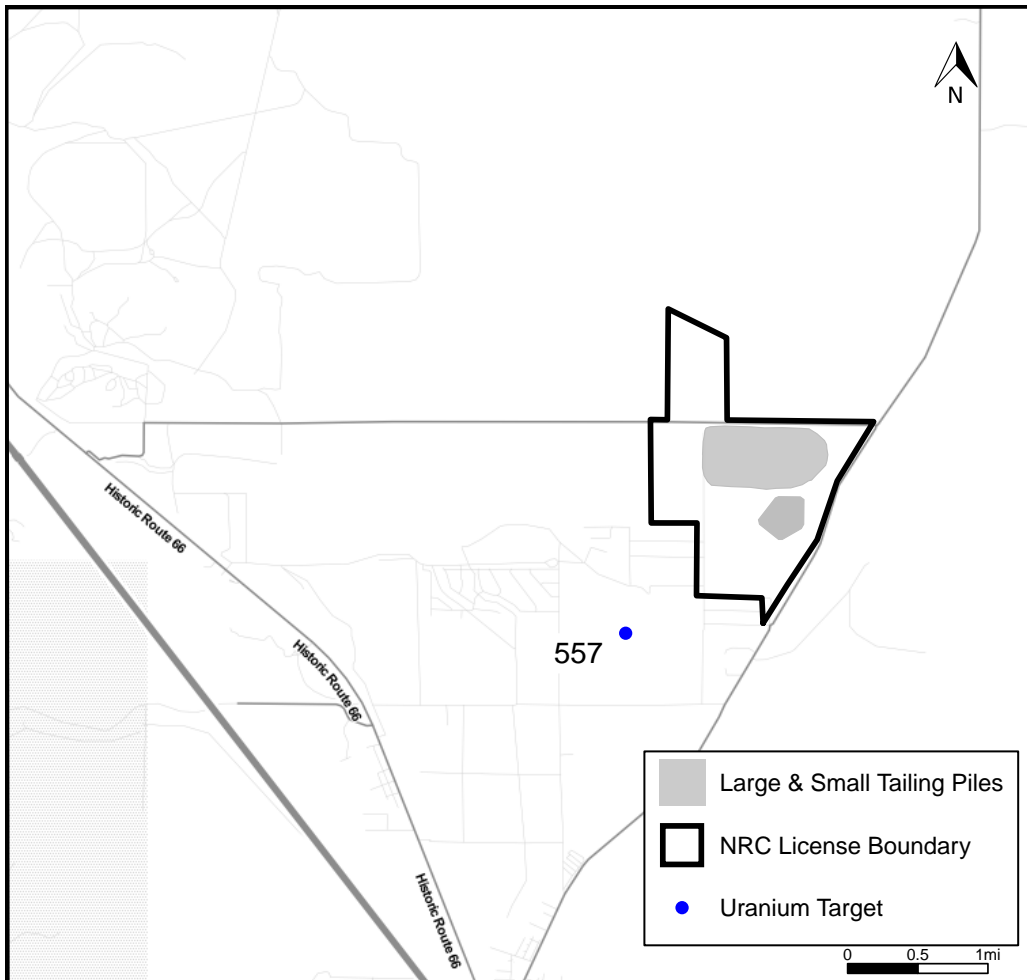 N
Historic Route 66
Historic Route 66
557
Historic Route 66
Large & Small Tailing Piles
NRC License Boundary
Uranium Target
0 0.5 1mi